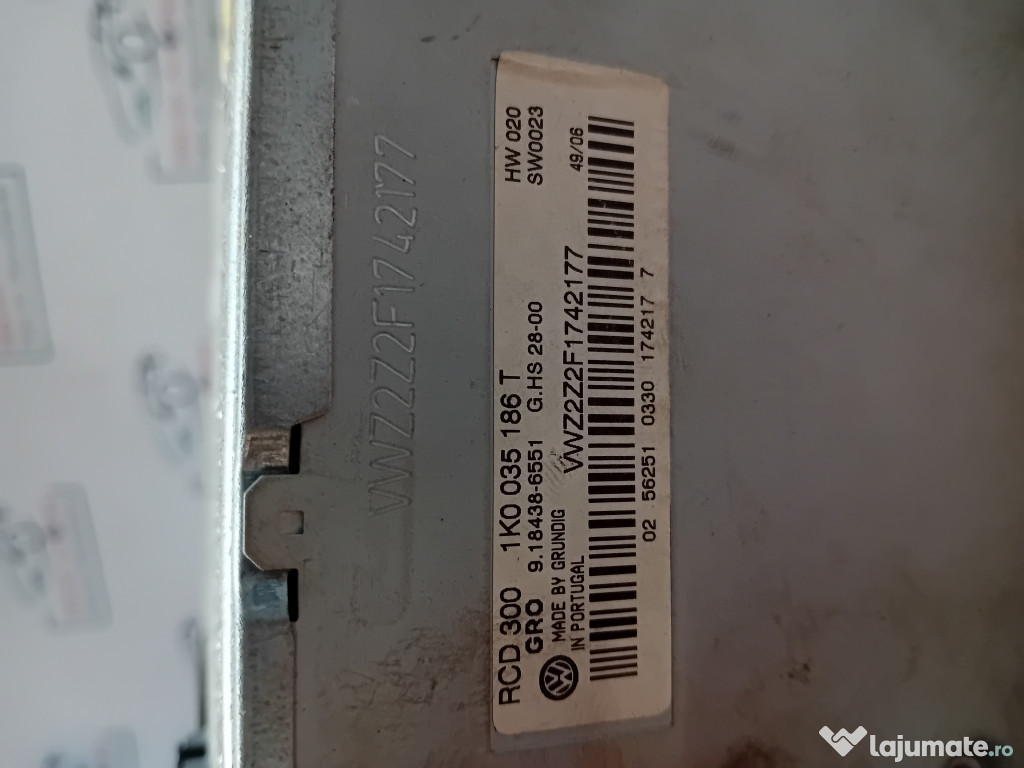 VWZ2Z2F1742177
RCD 300 1K0 035 186 T HW 020
GRO 9.18438-6551 G.HS 28-00 SW0023
MADE BY GRUNDIG VWZ2Z2F1742177 49/06
IN PORTUGAL
02 56251 0330 174217 7
lajumate.ro